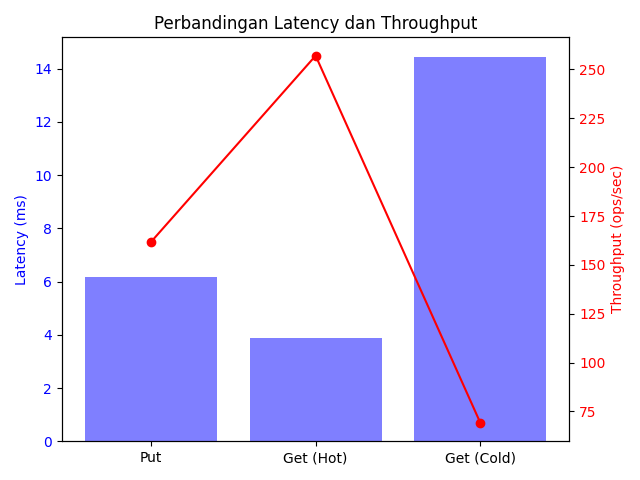 Perbandingan Latency dan Throughput
Latency (ms)
14
12
10
8
6
4
2
0
Put
Get (Hot)
Get (Cold)
250
225
200
175
150
125
100
75
Throughput (ops/sec)